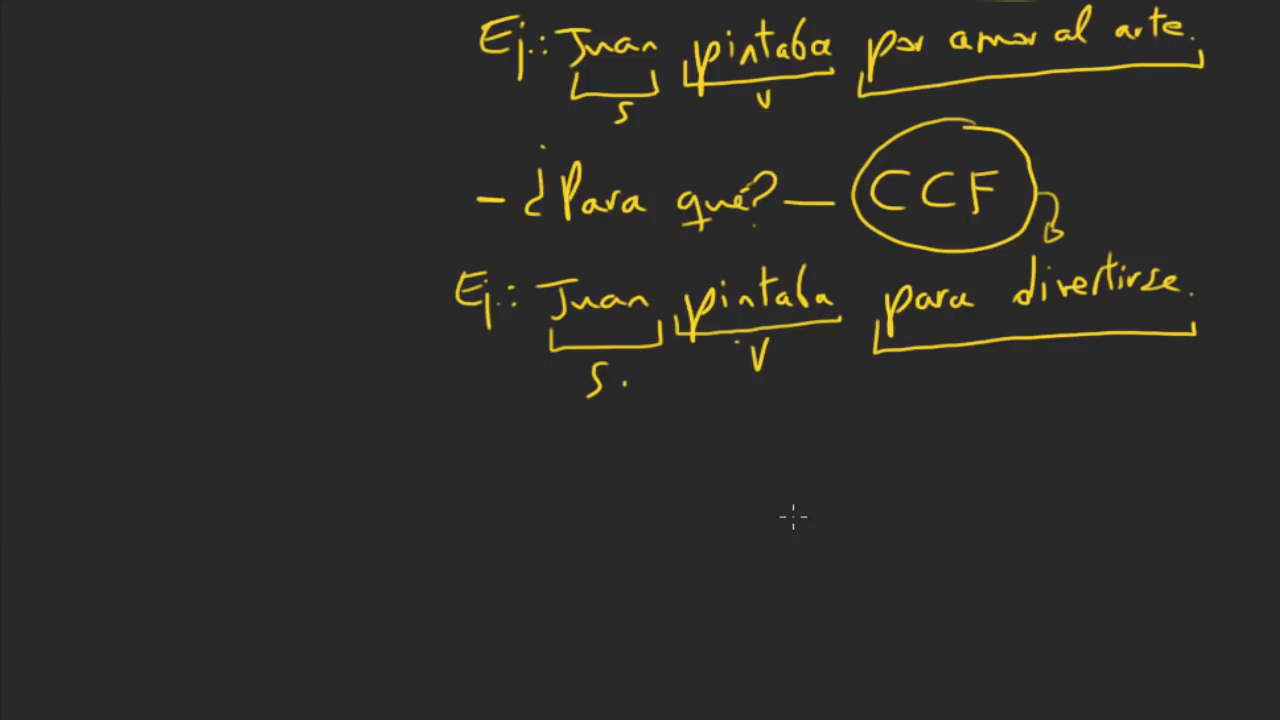 Ej.: Juan pintaba por amor al arte.
S V
- ¿Para qué? - CCF
Ej.: Juan pintaba para divertirse.
S. V